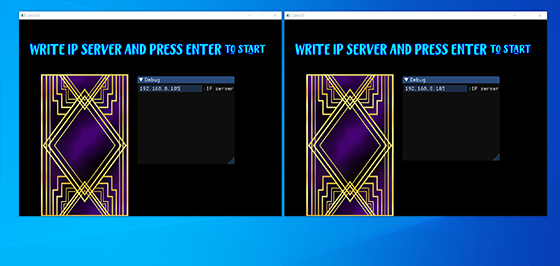 WRITE IP SERVER AND PRESS ENTER TO START
▼ Debug
192.168.0.105 :IP server
WRITE IP SERVER AND PRESS ENTER TO START
▼ Debug
192.168.0.105 :IP server